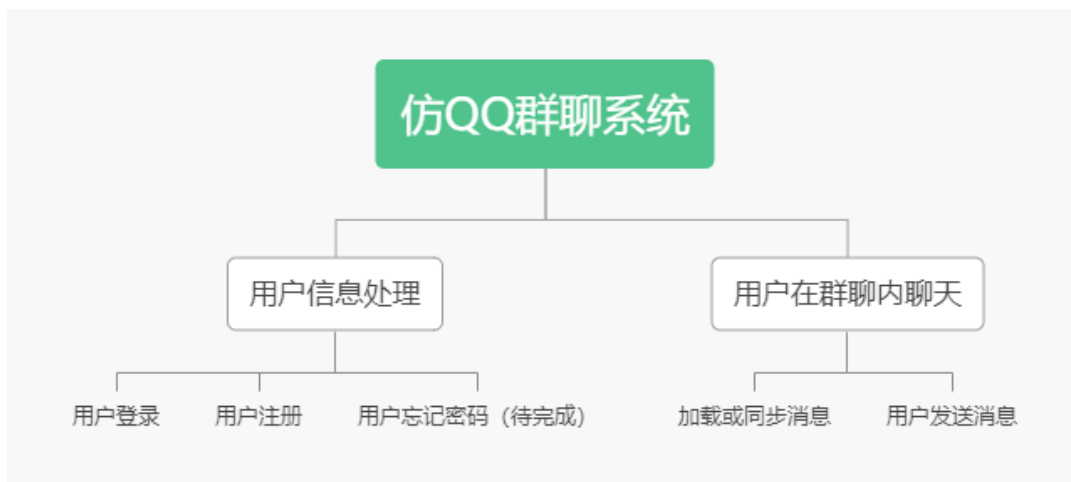 仿QQ群聊系统
用户信息处理
用户在群聊内聊天
用户登录
用户注册
用户忘记密码（待完成）
加载或同步消息
用户发送消息